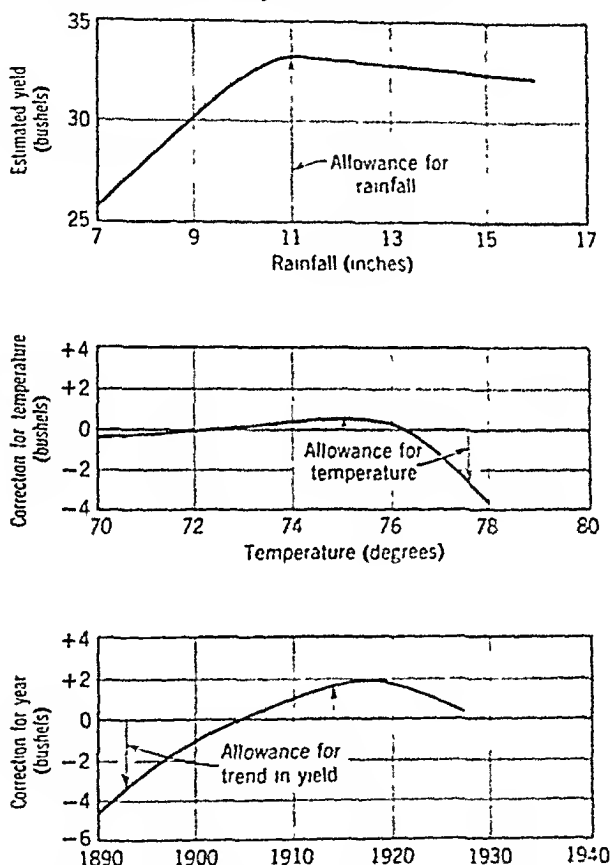 35
Estimated yield
(bushels)
30
Allowance for
rainfall
25
7 9 11 13 15 17
Rainfall (inches)
+4
Correction for temperature
(bushels)
+2
0
Allowance for
temperature
-2
-4
70 72 74 76 78 80
Temperature (degrees)
+4
Correction for year
(bushels)
+2
0
Allowance for
trend in yield
-2
-4
-6
1890 1900 1910 1920 1930 1940